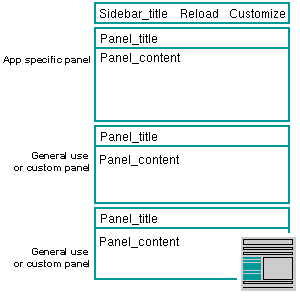 Sidebar_title Reload Customize
Panel_title
App specific panel
Panel_content
Panel_title
General use
or custom panel
Panel_content
Panel_title
General use
or custom panel
Panel_content